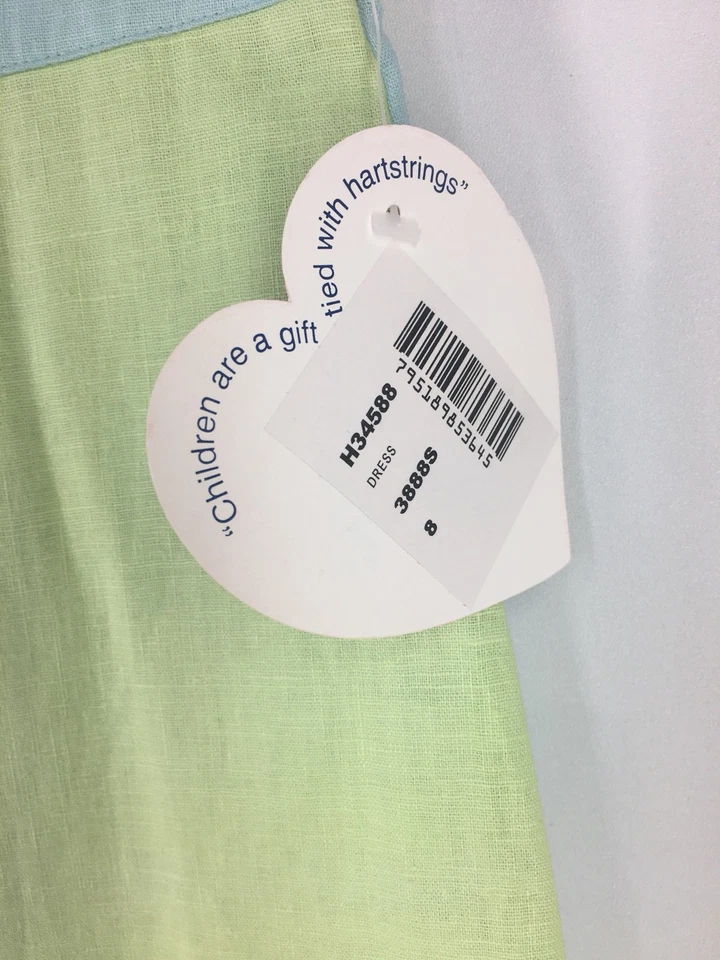 "Children are a gift tied with hartstrings"
795189853645
H34588
DRESS
3888S
8